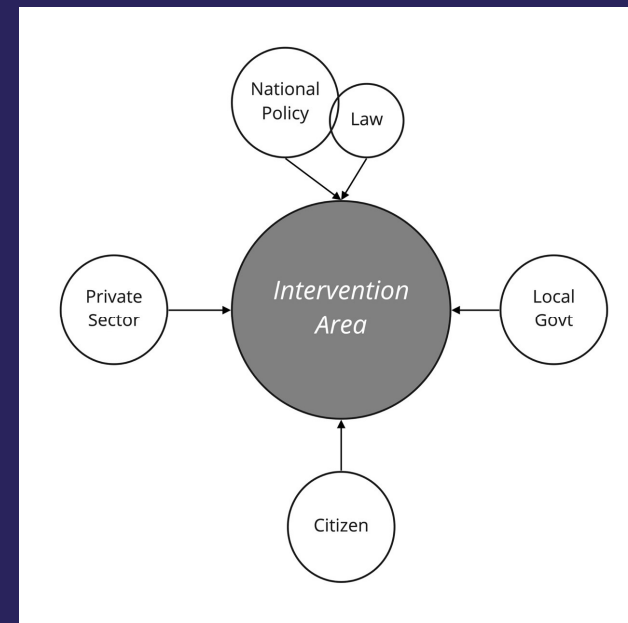 National
Policy
Law
Intervention
Area
Private
Sector
Local
Govt
Citizen